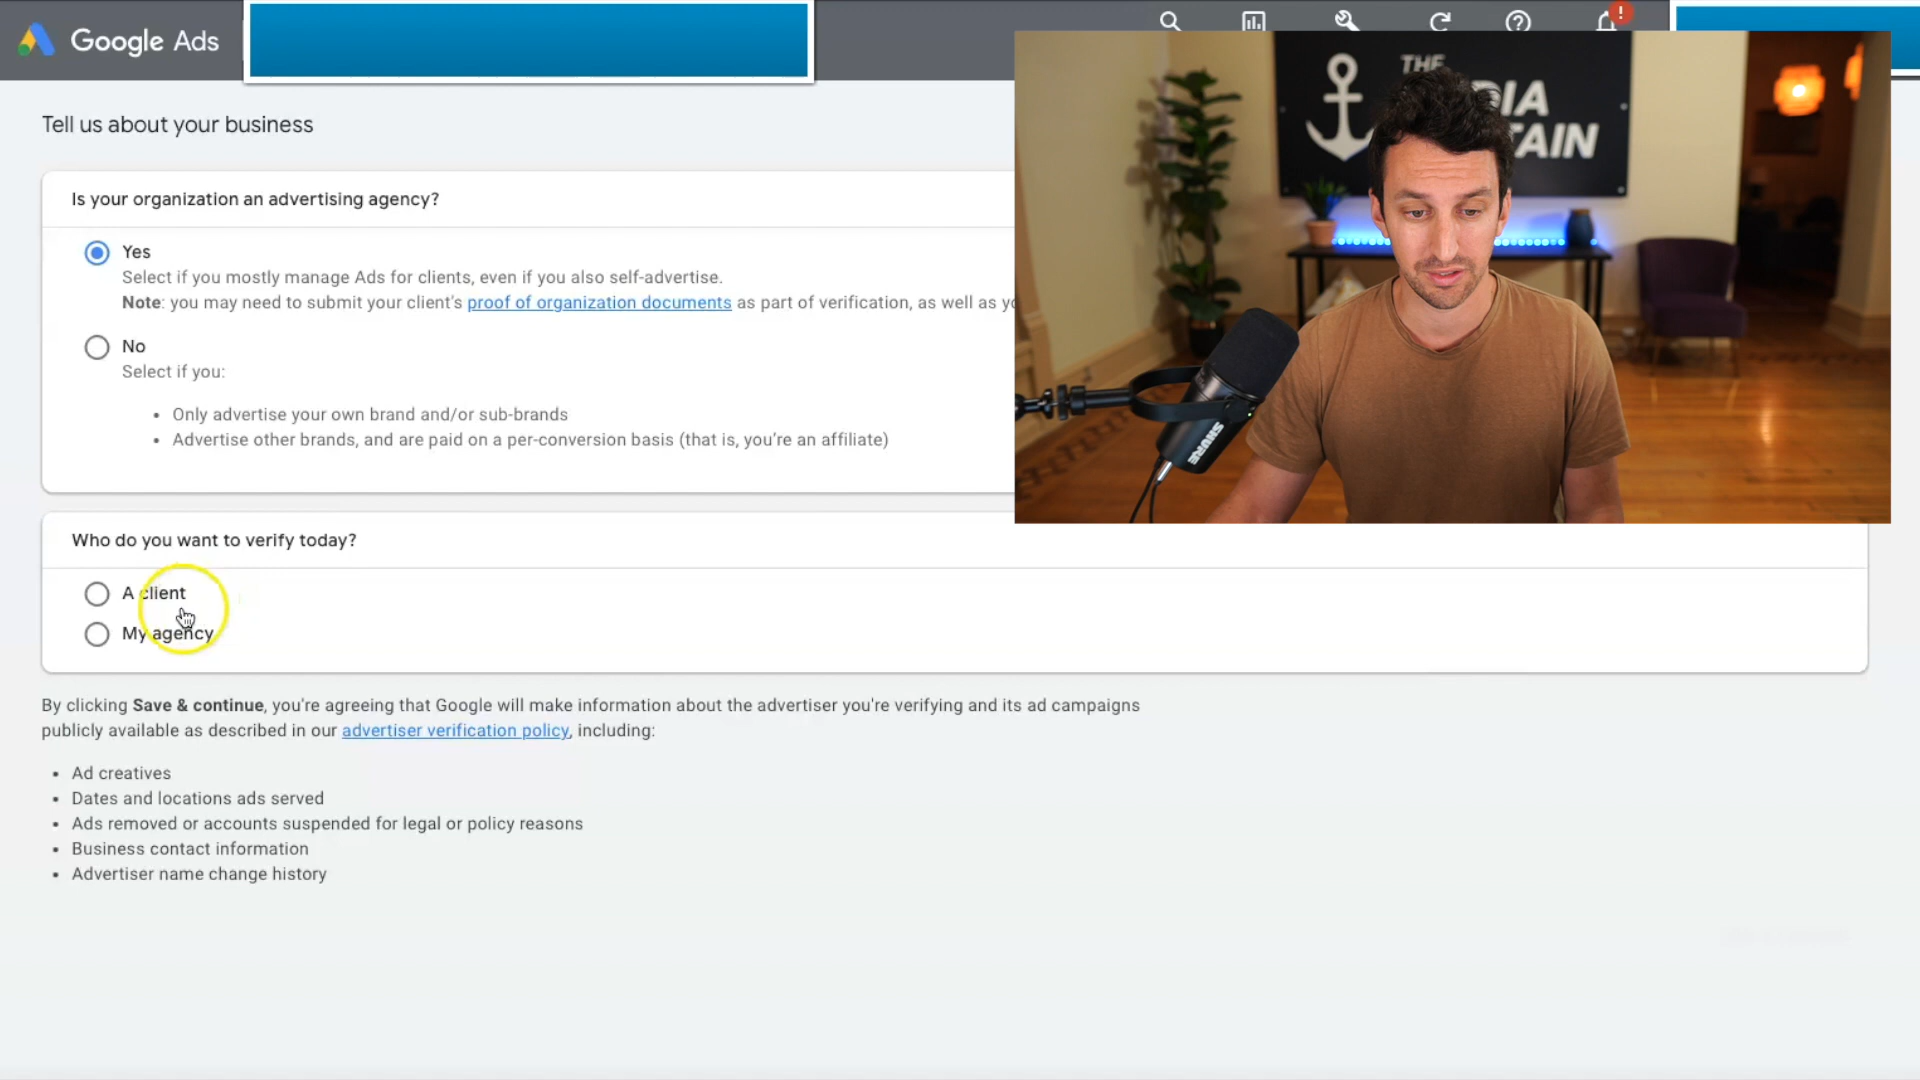 Google Ads
Tell us about your business
Is your organization an advertising agency?
Yes
Select if you mostly manage Ads for clients, even if you also self-advertise.
Note: you may need to submit your client's proof of organization documents as part of verification, as well as yo
No
Select if you:
• Only advertise your own brand and/or sub-brands
• Advertise other brands, and are paid on a per-conversion basis (that is, you're an affiliate)
THE
DIA
TAIN
SHURE
Who do you want to verify today?
A client
My agency
By clicking Save & continue, you're agreeing that Google will make information about the advertiser you're verifying and its ad campaigns
publicly available as described in our advertiser verification policy, including:
• Ad creatives
• Dates and locations ads served
• Ads removed or accounts suspended for legal or policy reasons
• Business contact information
• Advertiser name change history